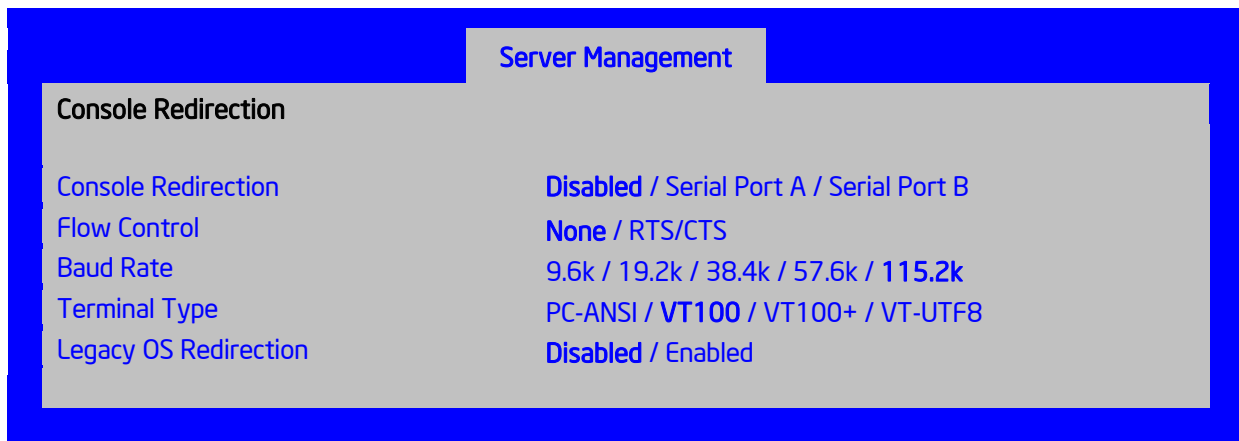 Server Management
Console Redirection
Console Redirection Disabled / Serial Port A / Serial Port B
Flow Control None / RTS/CTS
Baud Rate 9.6k / 19.2k / 38.4k / 57.6k / 115.2k
Terminal Type PC-ANSI / VT100 / VT100+ / VT-UTF8
Legacy OS Redirection Disabled / Enabled